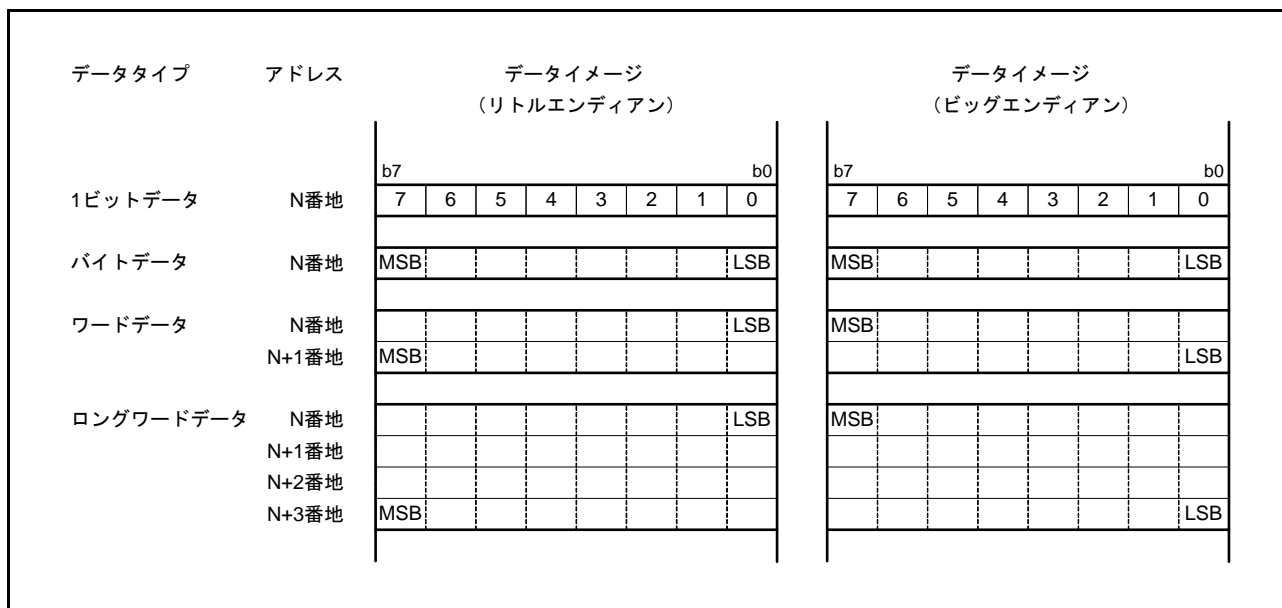 データタイプ アドレス データイメージ データイメージ
(リトルエンディアン) (ビッグエンディアン)
b7 b0 b7 b0
1ビットデータ N番地 7 6 5 4 3 2 1 0 7 6 5 4 3 2 1 0
バイトデータ N番地 MSB LSB MSB LSB
ワードデータ N番地 LSB MSB
N+1番地 MSB LSB
ロングワードデータ N番地 LSB MSB
N+1番地
N+2番地
N+3番地 MSB LSB